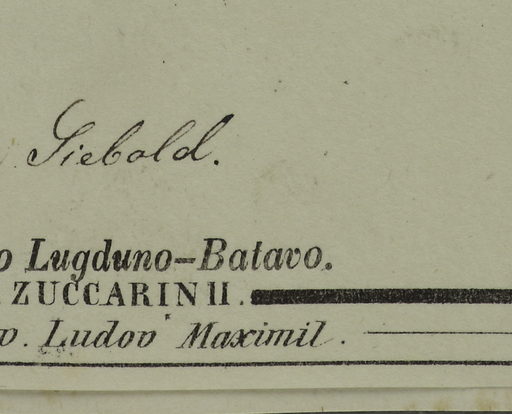 Siebold.
o Lugduno-Batavo.
ZUCCARINII.
v. Ludov Maximil.